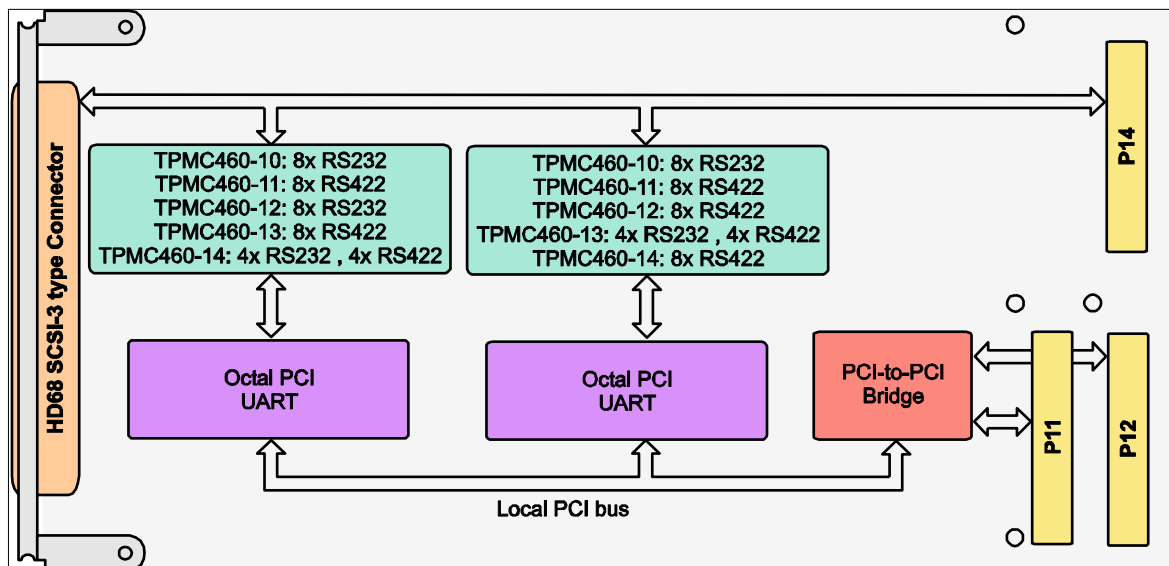 HD68 SCSI-3 type Connector
TPMC460-10: 8x RS232
TPMC460-11: 8x RS422
TPMC460-12: 8x RS232
TPMC460-13: 8x RS422
TPMC460-14: 4x RS232 , 4x RS422
TPMC460-10: 8x RS232
TPMC460-11: 8x RS422
TPMC460-12: 8x RS422
TPMC460-13: 4x RS232 , 4x RS422
TPMC460-14: 8x RS422
P14
Octal PCI
UART
Octal PCI
UART
PCI-to-PCI
Bridge
P11
P12
Local PCI bus